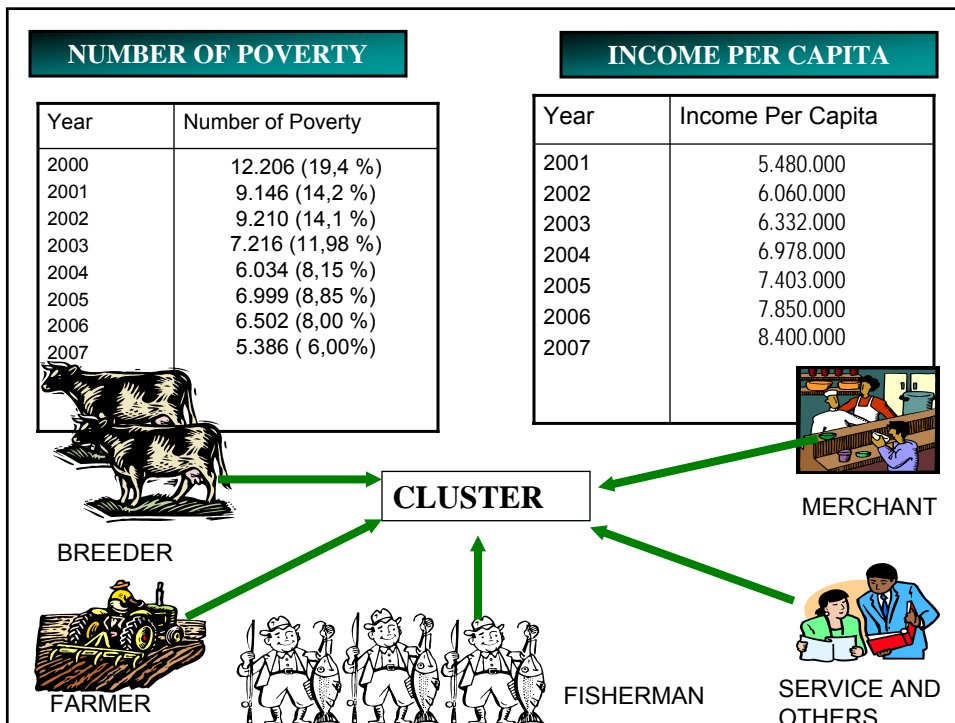 NUMBER OF POVERTY
Year Number of Poverty
2000 12.206 (19,4 %)
2001 9.146 (14,2 %)
2002 9.210 (14,1 %)
2003 7.216 (11,98 %)
2004 6.034 (8,15 %)
2005 6.999 (8,85 %)
2006 6.502 (8,00 %)
2007 5.386 ( 6,00%)
INCOME PER CAPITA
Year Income Per Capita
2001 5.480.000
2002 6.060.000
2003 6.332.000
2004 6.978.000
2005 7.403.000
2006 7.850.000
2007 8.400.000
CLUSTER
BREEDER
MERCHANT
FARMER
FISHERMAN
SERVICE AND
OTHERS